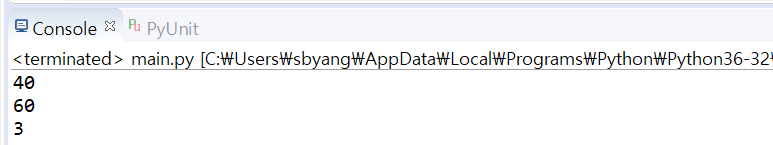 Console PyUnit
<terminated> main.py [C:₩Users₩sbyang₩AppData₩Local₩Programs₩Python₩Python36-32₩
40
60
3